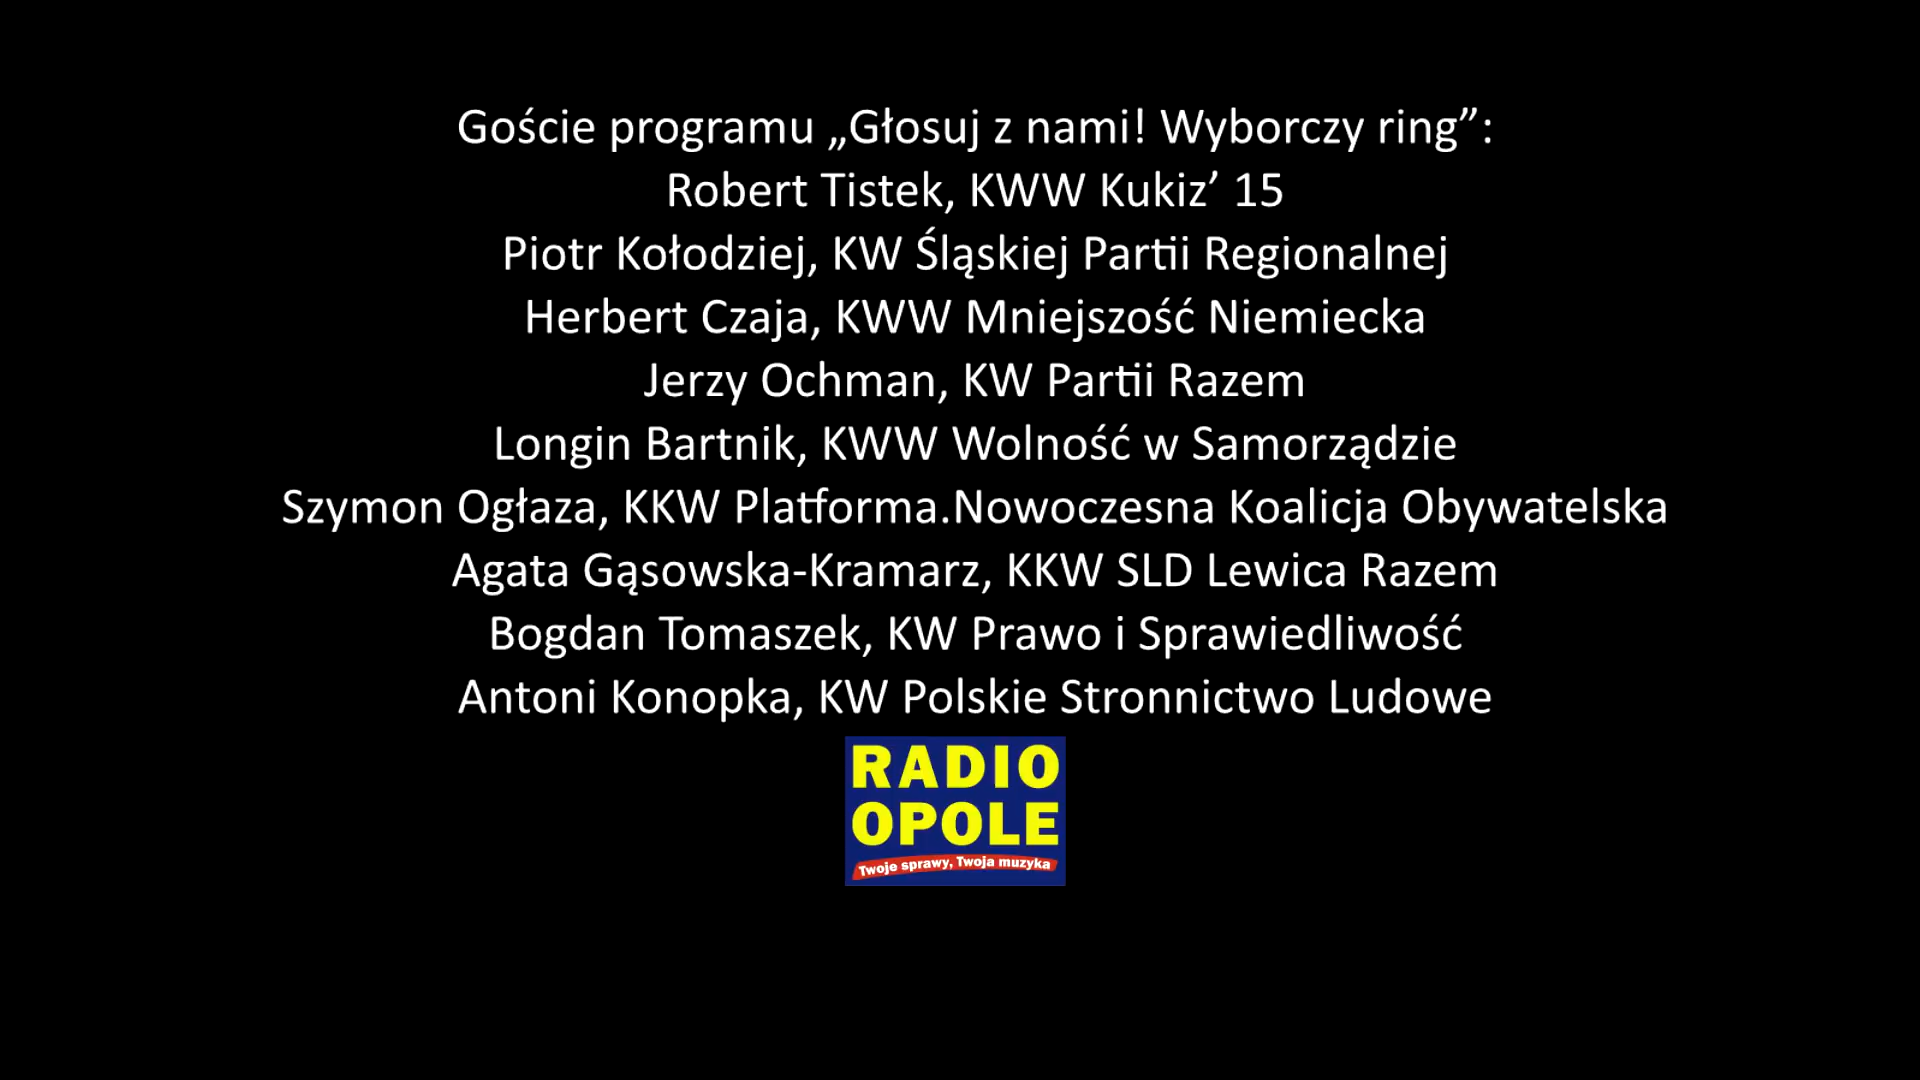 Goście programu „Głosuj z nami! Wyborczy ring”:
Robert Tistek, KWW Kukiz’ 15
Piotr Kołodziej, KW Śląskiej Partii Regionalnej
Herbert Czaja, KWW Mniejszość Niemiecka
Jerzy Ochman, KW Partii Razem
Longin Bartnik, KWW Wolność w Samorządzie
Szymon Ogłaza, KKW Platforma.Nowoczesna Koalicja Obywatelska
Agata Gąsowska-Kramarz, KKW SLD Lewica Razem
Bogdan Tomaszek, KW Prawo i Sprawiedliwość
Antoni Konopka, KW Polskie Stronnictwo Ludowe
RADIO
OPOLE
Twoje sprawy, Twoja muzyka